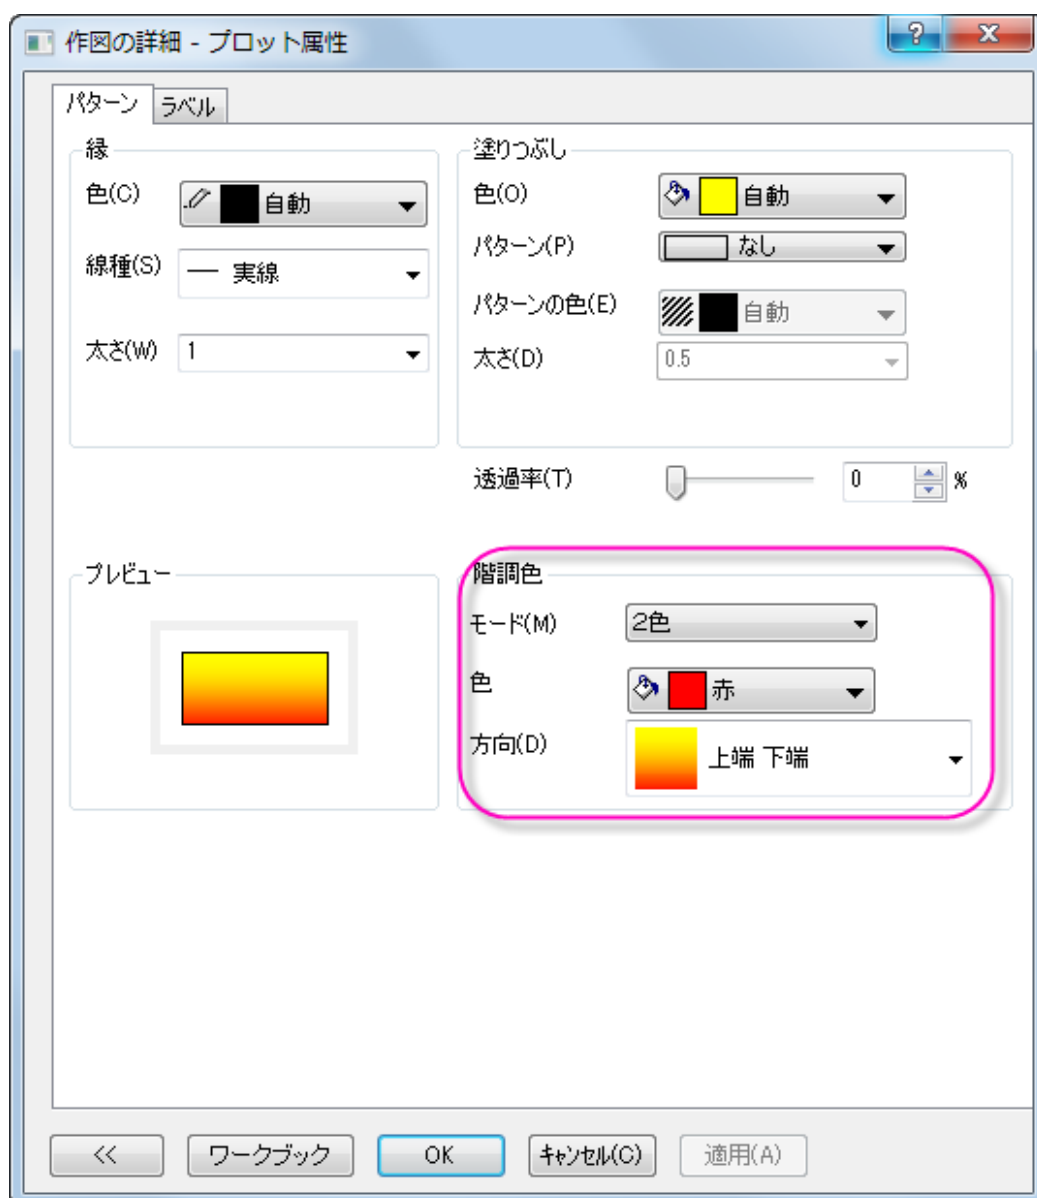 作図の詳細 - プロット属性
?
X
パターン
ラベル
縁
色(C)
自動
線種(S)
実線
太さ(W)
1
塗りつぶし
色(O)
自動
パターン(P)
なし
パターンの色(E)
自動
太さ(D)
0.5
透過率(T)
0
%
プレビュー
階調色
モード(M)
2色
色
赤
方向(D)
上端 下端
<<
ワークブック
OK
キャンセル(C)
適用(A)